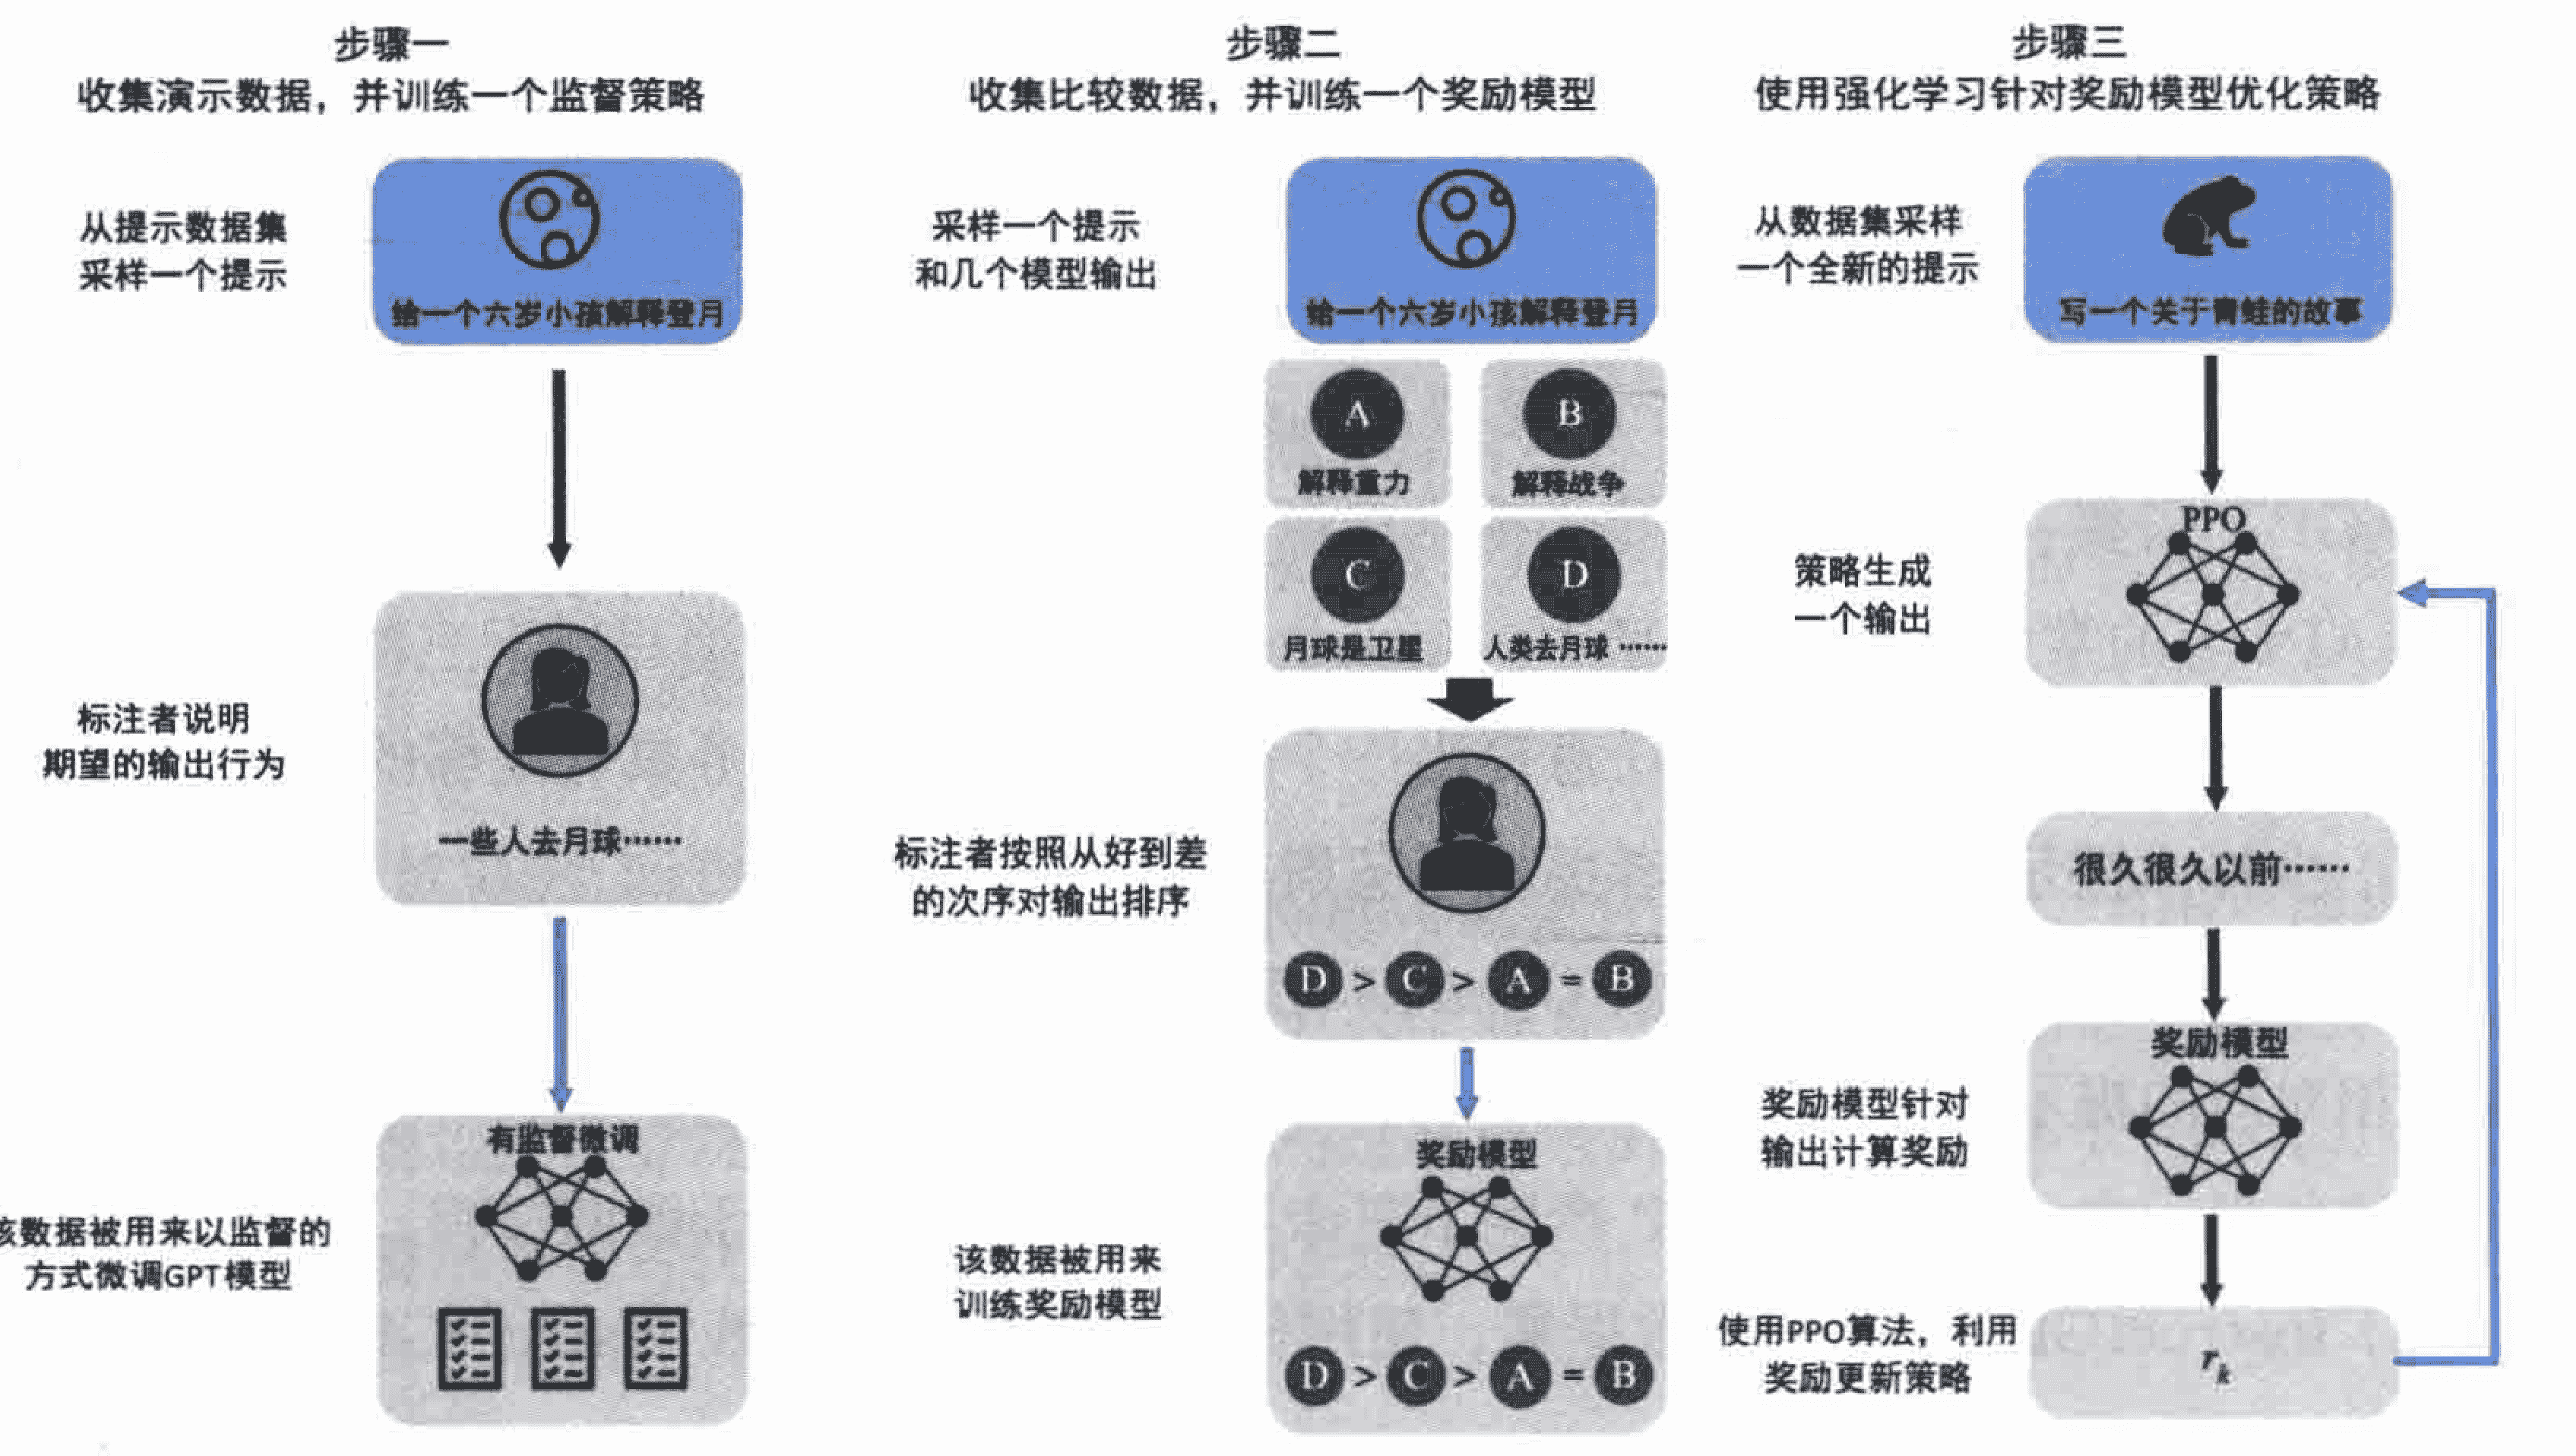 步骤一
收集演示数据，并训练一个监督策略
从提示数据集
采样一个提示
给一个六岁小孩解释登月
标注者说明
期望的输出行为
一些人去月球······
有监督微调
该数据被用来以监督的
方式微调GPT模型
步骤二
收集比较数据，并训练一个奖励模型
采样一个提示
和几个模型输出
给一个六岁小孩解释登月
A
解释重力
B
解释战争
C
月球是卫星
D
人类去月球······
标注者按照从好到差
的次序对输出排序
D > C > A = B
奖励模型
该数据被用来
训练奖励模型
D > C > A = B
步骤三
使用强化学习针对奖励模型优化策略
从数据集采样
一个全新的提示
写一个关于青蛙的故事
PPO
策略生成
一个输出
很久很久以前······
奖励模型
奖励模型针对
输出计算奖励
使用PPO算法，利用
奖励更新策略
rk